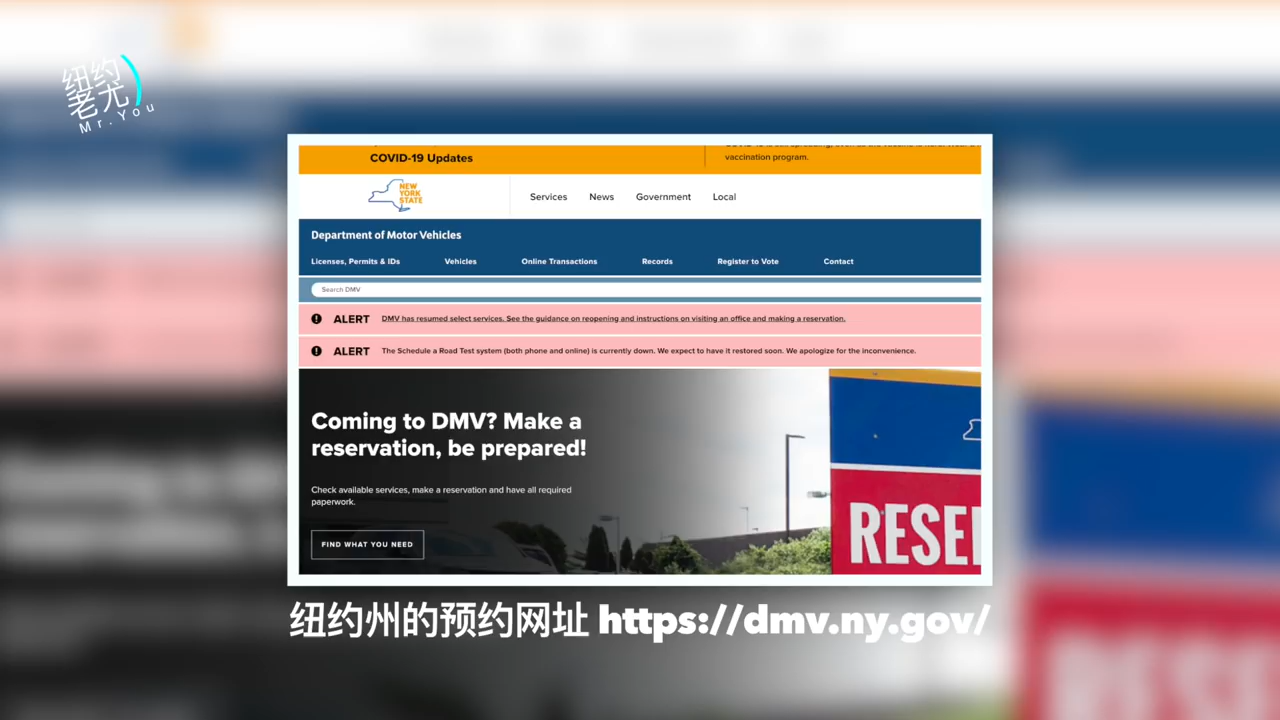 纽约
老尤
Mr.You
COVID-19 Updates
vaccination program.
NEW
YORK
STATE
Services
News
Government
Local
Department of Motor Vehicles
Licenses, Permits & IDs
Vehicles
Online Transactions
Records
Register to Vote
Contact
Search DMV
ALERT
DMV has resumed select services. See the guidance on reopening and instructions on visiting an office and making a reservation.
ALERT
The Schedule a Road Test system (both phone and online) is currently down. We expect to have it restored soon. We apologize for the inconvenience.
Coming to DMV? Make a
reservation, be prepared!
Check available services, make a reservation and have all required
paperwork.
FIND WHAT YOU NEED
RESE
纽约州的预约网址 https://dmv.ny.gov/